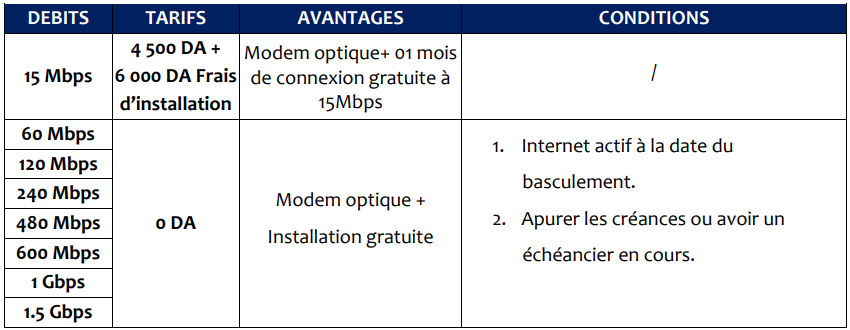 DEBITS TARIFS AVANTAGES CONDITIONS
15 Mbps
4 500 DA +
6 000 DA Frais
d'installation
Modem optique+ 01 mois
de connexion gratuite à
15Mbps
/
60 Mbps
120 Mbps
240 Mbps
480 Mbps
600 Mbps
1 Gbps
1.5 Gbps
0 DA
Modem optique +
Installation gratuite
1. Internet actif à la date du
basculement.
2. Apurer les créances ou avoir un
échéancier en cours.